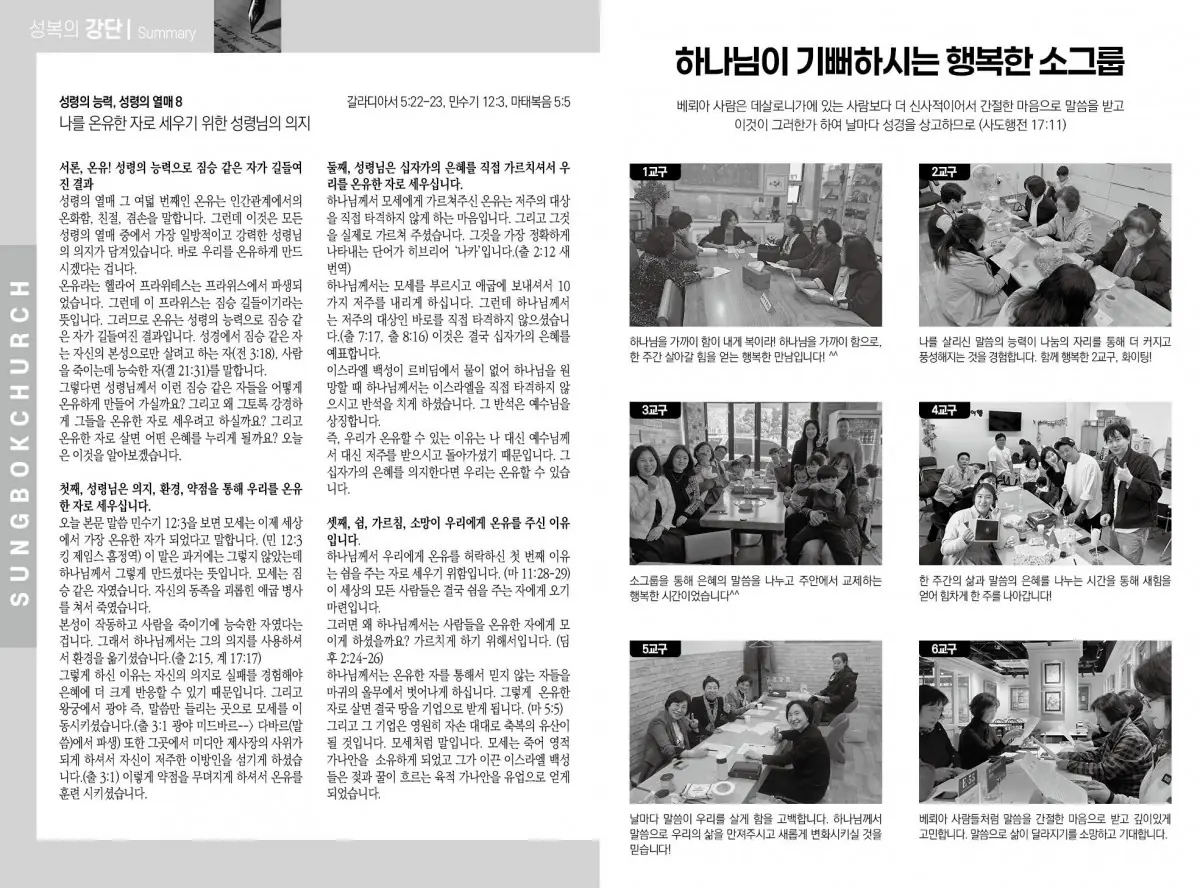 성복의 강단 | Summary
SUNGBOKCHURCH
성령의 능력, 성령의 열매 8
갈라디아서 5:22-23, 민수기 12:3, 마태복음 5:5
나를 온유한 자로 세우기 위한 성령님의 의지
서론, 온유! 성령의 능력으로 짐승 같은 자가 길들여
진 결과
성령의 열매 그 여덟 번째인 온유는 인간관계에서의
온화함, 친절, 겸손을 말합니다. 그런데 이것은 모든
성령의 열매 중에서 가장 일방적이고 강력한 성령님
의 의지가 담겨있습니다. 바로 우리를 온유하게 만드
시겠다는 겁니다.
온유라는 헬라어 프라위테스는 프라위스에서 파생되
었습니다. 그런데 이 프라위스는 짐승 길들이기라는
뜻입니다. 그러므로 온유는 성령의 능력으로 짐승 같
은 자가 길들여진 결과입니다. 성경에서 짐승 같은 자
는 자신의 본성으로만 살려고 하는 자(전 3:18), 사람
을 죽이는데 능숙한 자(겔 21:31)를 말합니다.
그렇다면 성령님께서 이런 짐승 같은 자들을 어떻게
온유하게 만들어 가실까요? 그리고 왜 그토록 강경하
게 그들을 온유한 자로 세우려고 하실까요? 그리고
온유한 자로 살면 어떤 은혜를 누리게 될까요? 오늘
은 이것을 알아보겠습니다.
첫째, 성령님은 의지, 환경, 약점을 통해 우리를 온유
한 자로 세우십니다.
오늘 본문 말씀 민수기 12:3을 보면 모세는 이제 세상
에서 가장 온유한 자가 되었다고 말합니다. (민 12:3
킹 제임스 흠정역) 이 말은 과거에는 그렇지 않았는데
하나님께서 그렇게 만드셨다는 뜻입니다. 모세는 짐
승 같은 자였습니다. 자신의 동족을 괴롭힌 애굽 병사
를 쳐서 죽였습니다.
본성이 작동하고 사람을 죽이기에 능숙한 자였다는
겁니다. 그래서 하나님께서는 그의 의지를 사용하셔
서 환경을 옮기셨습니다.(출 2:15, 계 17:17)
그렇게 하신 이유는 자신의 의지로 실패를 경험해야
은혜에 더 크게 반응할 수 있기 때문입니다. 그리고
왕궁에서 광야 즉, 말씀만 들리는 곳으로 모세를 이
동시키셨습니다.(출 3:1 광야 미드바르--> 다바르(말
씀)에서 파생) 또한 그곳에서 미디안 제사장의 사위가
되게 하셔서 자신이 저주한 이방인을 섬기게 하셨습
니다.(출 3:1) 이렇게 약점을 무뎌지게 하셔서 온유를
훈련 시키셨습니다.
둘째, 성령님은 십자가의 은혜를 직접 가르치셔서 우
리를 온유한 자로 세우십니다.
하나님께서 모세에게 가르쳐주신 온유는 저주의 대상
을 직접 타격하지 않게 하는 마음입니다. 그리고 그것
을 실제로 가르쳐 주셨습니다. 그것을 가장 정확하게
나타내는 단어가 히브리어 '나카'입니다.(출 2:12 새
번역)
하나님께서는 모세를 부르시고 애굽에 보내셔서 10
가지 저주를 내리게 하십니다. 그런데 하나님께서
는 저주의 대상인 바로를 직접 타격하지 않으셨습니
다.(출 7:17, 출 8:16) 이것은 결국 십자가의 은혜를
예표합니다.
이스라엘 백성이 르비딤에서 물이 없어 하나님을 원
망할 때 하나님께서는 이스라엘을 직접 타격하지 않
으시고 반석을 치게 하셨습니다. 그 반석은 예수님을
상징합니다.
즉, 우리가 온유할 수 있는 이유는 나 대신 예수님께
서 대신 저주를 받으시고 돌아가셨기 때문입니다. 그
십자가의 은혜를 의지한다면 우리는 온유할 수 있습
니다.
셋째, 쉼, 가르침, 소망이 우리에게 온유를 주신 이유
입니다.
하나님께서 우리에게 온유를 허락하신 첫 번째 이유
는 쉼을 주는 자로 세우기 위함입니다. (마 11:28-29)
이 세상의 모든 사람들은 결국 쉼을 주는 자에게 오기
마련입니다.
그러면 왜 하나님께서는 사람들을 온유한 자에게 모
이게 하셨을까요? 가르치게 하기 위해서입니다. (딤
후 2:24-26)
하나님께서는 온유한 자를 통해서 믿지 않는 자들을
마귀의 올무에서 벗어나게 하십니다. 그렇게 온유한
자로 살면 결국 땅을 기업으로 받게 됩니다. (마 5:5)
그리고 그 기업은 영원히 자손 대대로 축복의 유산이
될 것입니다. 모세처럼 말입니다. 모세는 죽어 영적
가나안을 소유하게 되었고 그가 이끈 이스라엘 백성
들은 젖과 꿀이 흐르는 육적 가나안을 유업으로 얻게
되었습니다.
하나님이 기뻐하시는 행복한 소그룹
베뢰아 사람은 데살로니가에 있는 사람보다 더 신사적이어서 간절한 마음으로 말씀을 받고
이것이 그러한가 하여 날마다 성경을 상고하므로 (사도행전 17:11)
1교구
하나님을 가까이 함이 내게 복이라! 하나님을 가까이 함으로,
한 주간 살아갈 힘을 얻는 행복한 만남입니다! ^^
2교구
나를 살리신 말씀의 능력이 나눔의 자리를 통해 더 커지고
풍성해지는 것을 경험합니다. 함께 행복한 2교구, 화이팅!
3교구
소그룹을 통해 은혜의 말씀을 나누고 주안에서 교제하는
행복한 시간이었습니다^^
4교구
한 주간의 삶과 말씀의 은혜를 나누는 시간을 통해 새힘을
얻어 힘차게 한 주를 나아갑니다!
5교구
날마다 말씀이 우리를 살게 함을 고백합니다. 하나님께서
말씀으로 우리의 삶을 만져주시고 새롭게 변화시키실 것을
믿습니다!
6교구
베뢰아 사람들처럼 말씀을 간절한 마음으로 받고 깊이있게
고민합니다. 말씀으로 삶이 달라지기를 소망하고 기대합니다.